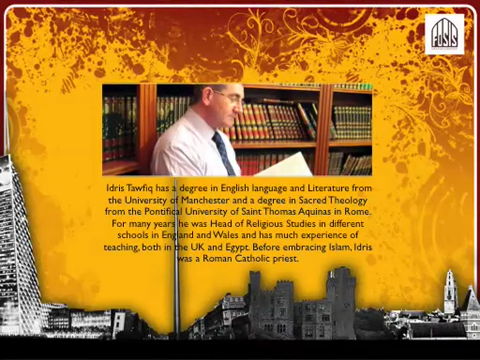 FOSIS
Idris Tawfiq has a degree in English language and Literature from
the University of Manchester and a degree in Sacred Theology
from the Pontifical University of Saint Thomas Aquinas in Rome.
For many years he was Head of Religious Studies in different
schools in England and Wales and has much experience of
teaching, both in the UK and Egypt. Before embracing Islam, Idris
was a Roman Catholic priest.